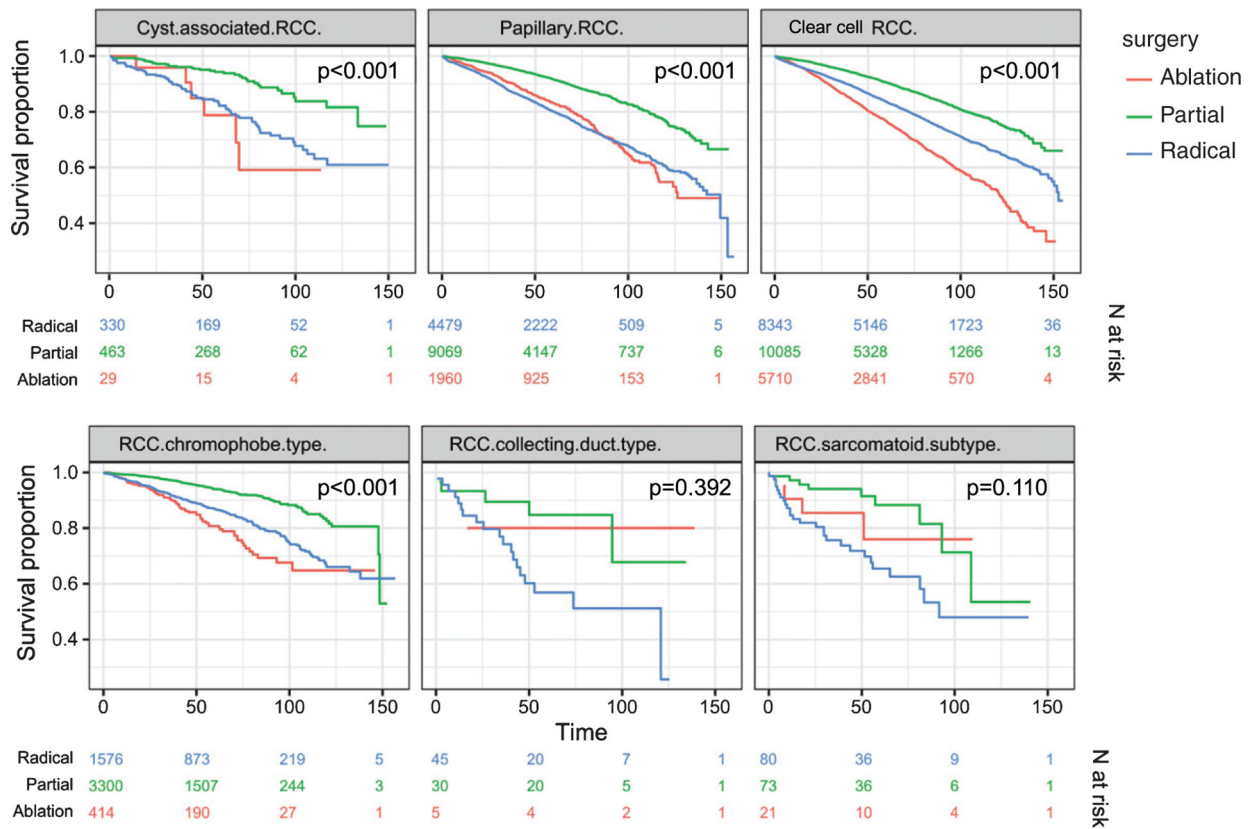 Cyst.associated.RCC. Papillary.RCC. Clear cell RCC.
surgery
Ablation
Partial
Radical
Survival proportion
1.0
0.8
0.6
0.4
p<0.001 p<0.001 p<0.001
0 50 100 150 0 50 100 150 0 50 100 150
N at risk
Radical 330 169 52 1 4479 2222 509 5 8343 5146 1723 36
Partial 463 268 62 1 9069 4147 737 6 10085 5328 1266 13
Ablation 29 15 4 1 1960 925 153 1 5710 2841 570 4
RCC.chromophobe.type. RCC.collecting.duct.type. RCC.sarcomatoid.subtype.
Survival proportion
1.0
0.8
0.6
0.4
p<0.001 p=0.392 p=0.110
0 50 100 150 0 50 100 150 0 50 100 150
Time
N at risk
Radical 1576 873 219 5 45 20 7 1 80 36 9 1
Partial 3300 1507 244 3 30 20 5 1 73 36 6 1
Ablation 414 190 27 1 5 4 2 1 21 10 4 1